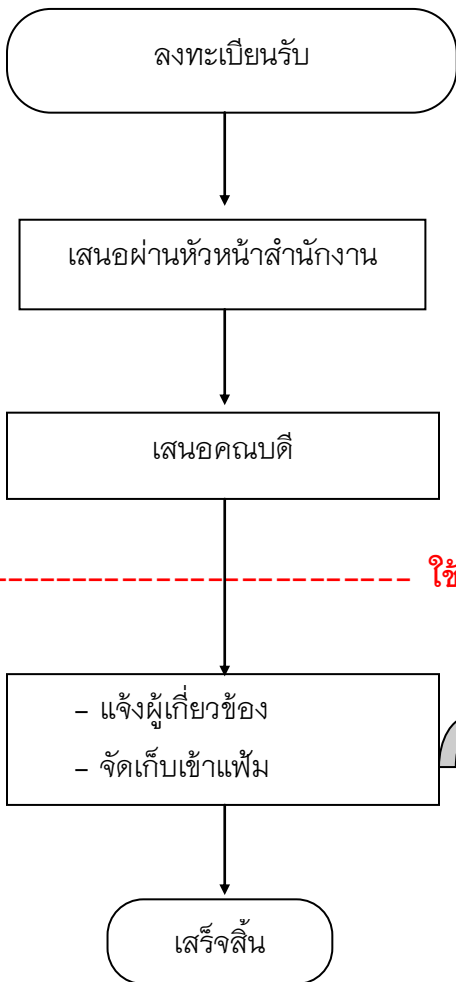 ลงทะเบียนรับ
เสนอผ่านหัวหน้าสำนักงาน
เสนอคณบดี
ใช้
- แจ้งผู้เกี่ยวข้อง
- จัดเก็บเข้าแฟ้ม
เสร็จสิ้น